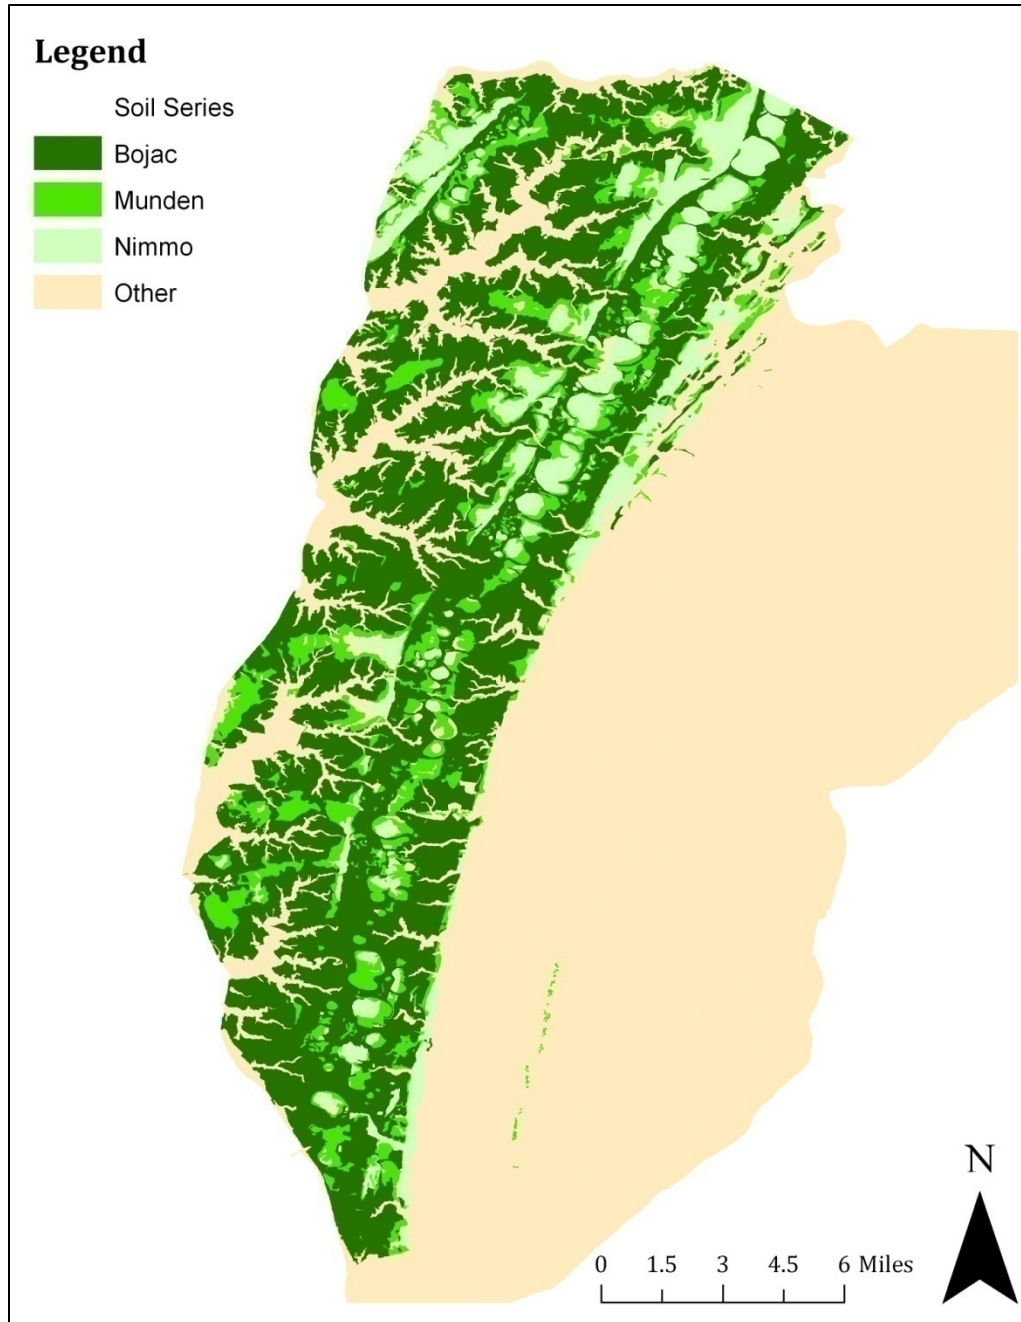 Legend
Soil Series
Bojac
Munden
Nimmo
Other
N
0 1.5 3 4.5 6 Miles